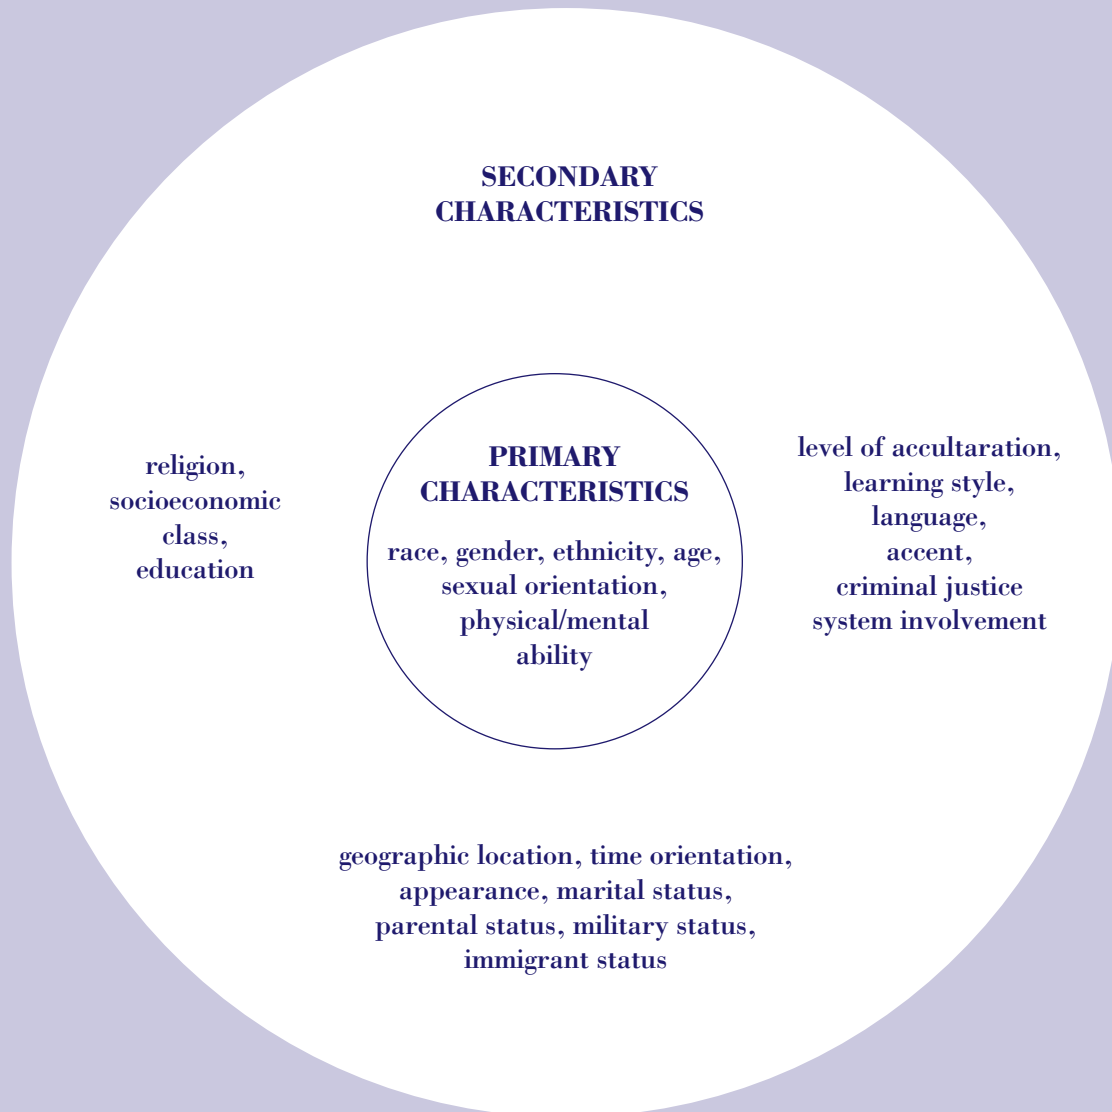 SECONDARY
CHARACTERISTICS
religion,
socioeconomic
class,
education
PRIMARY
CHARACTERISTICS
race, gender, ethnicity, age,
sexual orientation,
physical/mental
ability
level of accultaration,
learning style,
language,
accent,
criminal justice
system involvement
geographic location, time orientation,
appearance, marital status,
parental status, military status,
immigrant status